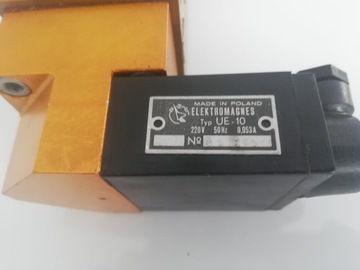 MADE IN POLAND
ELEKTROMAGNES
Typ UE-10
220V 50Hz 0,053A
Nº